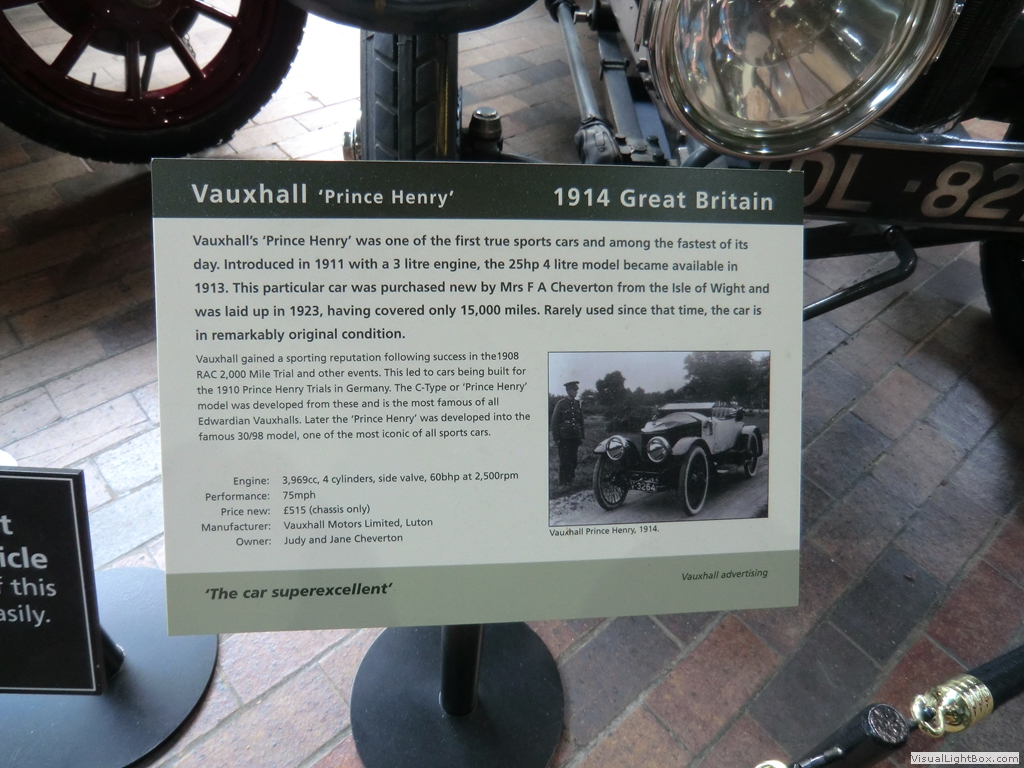 Vauxhall 'Prince Henry' 1914 Great Britain
Vauxhall's 'Prince Henry' was one of the first true sports cars and among the fastest of its
day. Introduced in 1911 with a 3 litre engine, the 25hp 4 litre model became available in
1913. This particular car was purchased new by Mrs F A Cheverton from the Isle of Wight and
was laid up in 1923, having covered only 15,000 miles. Rarely used since that time, the car is
in remarkably original condition.
Vauxhall gained a sporting reputation following success in the1908
RAC 2,000 Mile Trial and other events. This led to cars being built for
the 1910 Prince Henry Trials in Germany. The C-Type or 'Prince Henry'
model was developed from these and is the most famous of all
Edwardian Vauxhalls. Later the 'Prince Henry' was developed into the
famous 30/98 model, one of the most iconic of all sports cars.
Engine: 3,969cc, 4 cylinders, side valve, 60bhp at 2,500rpm
Performance: 75mph
Price new: £515 (chassis only)
Manufacturer: Vauxhall Motors Limited, Luton
Owner: Judy and Jane Cheverton
Vauxhall Prince Henry, 1914.
'The car superexcellent'
Vauxhall advertising
DL · 82
t
icle
this
asily.
VisualLightBox.com